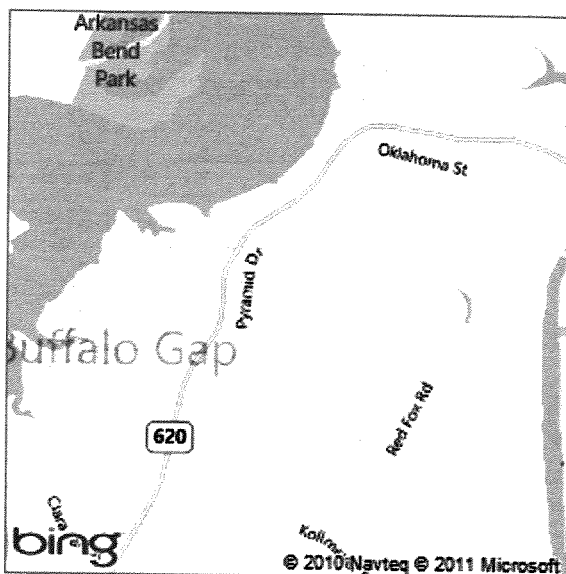 Arkansas
Bend
Park
Oklahoma St
Pyramid Dr
Buffalo Gap
Red Fox Rd
620
bing
© 2010 Navteq © 2011 Microsoft